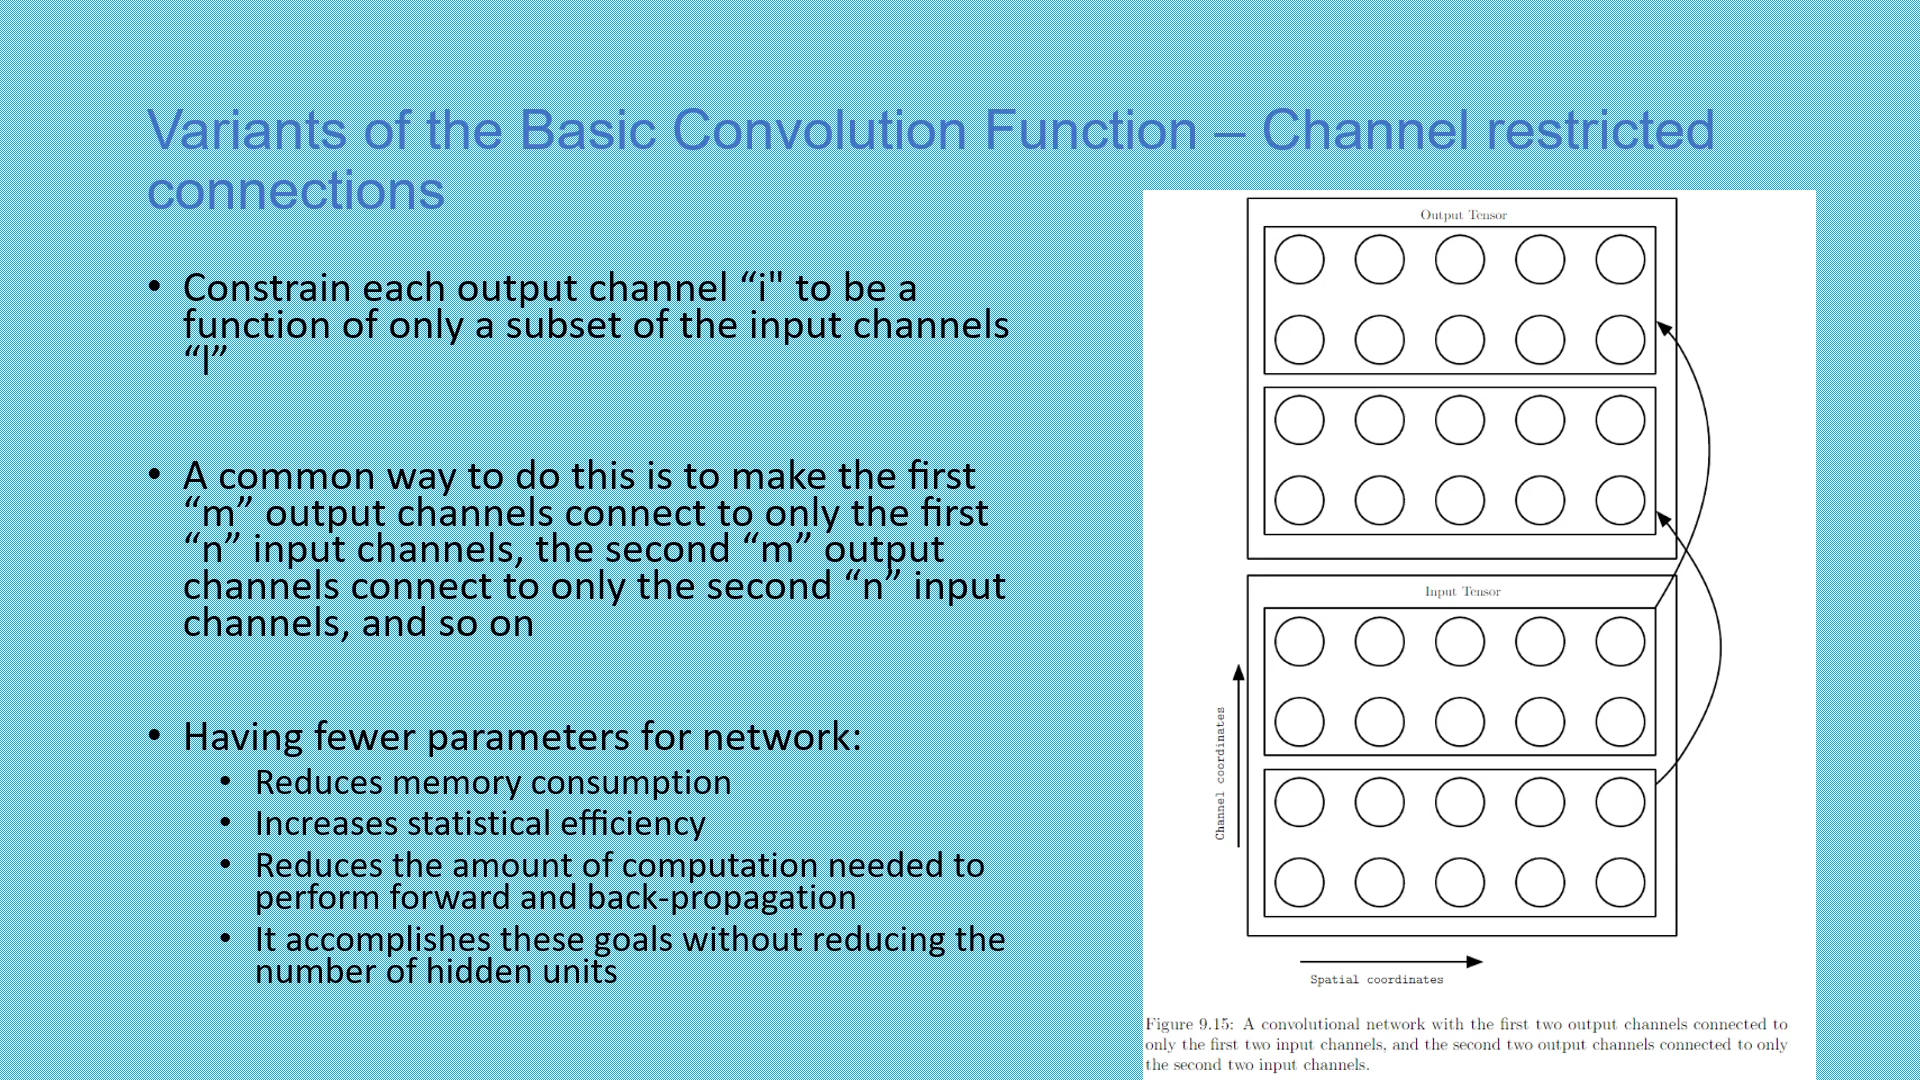 Variants of the Basic Convolution Function – Channel restricted
connections
• Constrain each output channel “i" to be a
function of only a subset of the input channels
“l”
• A common way to do this is to make the first
“m” output channels connect to only the first
“n” input channels, the second “m” output
channels connect to only the second “n” input
channels, and so on
• Having fewer parameters for network:
• Reduces memory consumption
• Increases statistical efficiency
• Reduces the amount of computation needed to
perform forward and back-propagation
• It accomplishes these goals without reducing the
number of hidden units
Output Tensor
Input Tensor
Channel coordinates
Spatial coordinates
Figure 9.15: A convolutional network with the first two output channels connected to
only the first two input channels, and the second two output channels connected to only
the second two input channels.